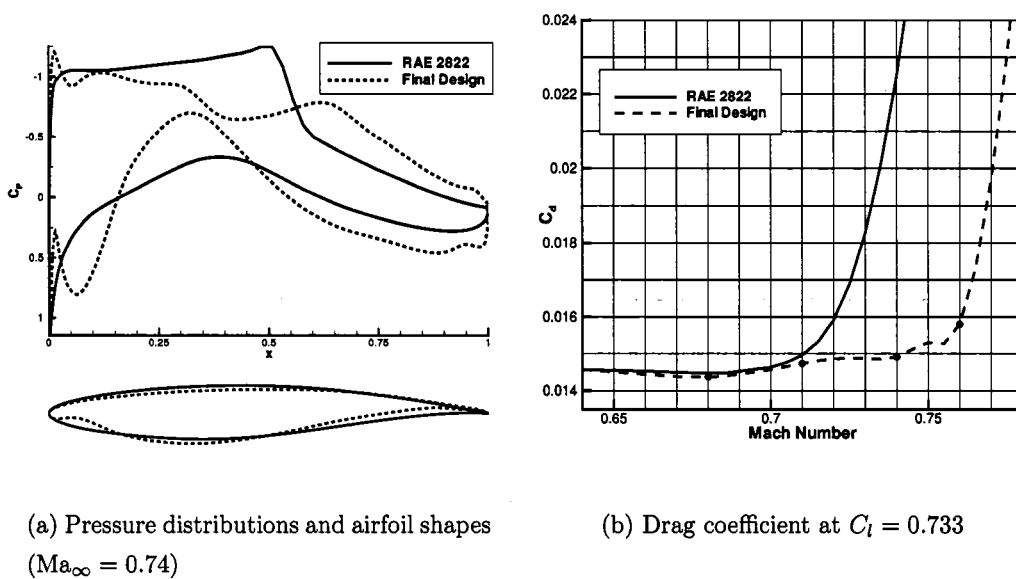 -1
-0.5
0
0.5
1
C_P
0
0.25
0.5
0.75
1
X
RAE 2822
Final Design
0.024
0.022
0.02
0.018
0.016
0.014
C_d
0.65
0.7
0.75
Mach Number
RAE 2822
Final Design
(a) Pressure distributions and airfoil shapes
(Ma∞ = 0.74)
(b) Drag coefficient at C_l = 0.733